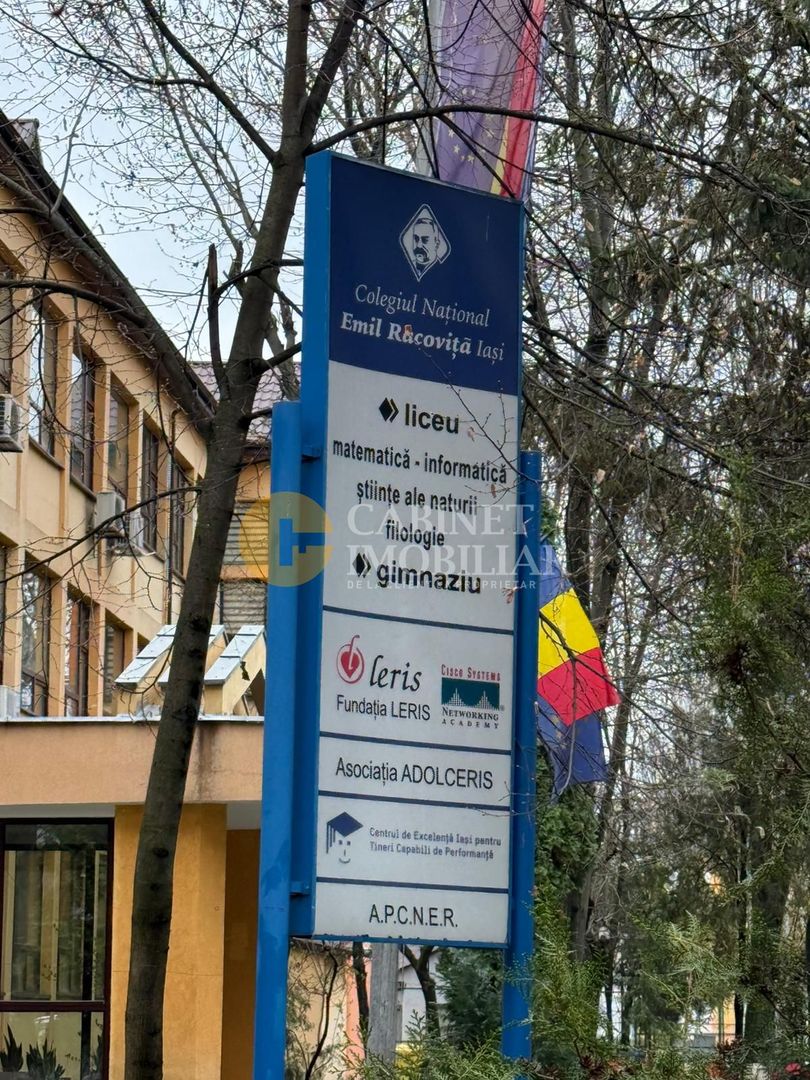 Colegiul Național
Emil Racoviță Iași
liceu
matematică - informatică
științe ale naturii
filologie
gimnaziu
CABINET
IMOBILIAR
leris
Fundația LERIS
CISCO SYSTEMS
NETWORKING
ACADEMY
Asociația ADOLCERIS
Centrul de Excelență Iași pentru
Tineri Capabili de Performanță
A.P.C.N.E.R.